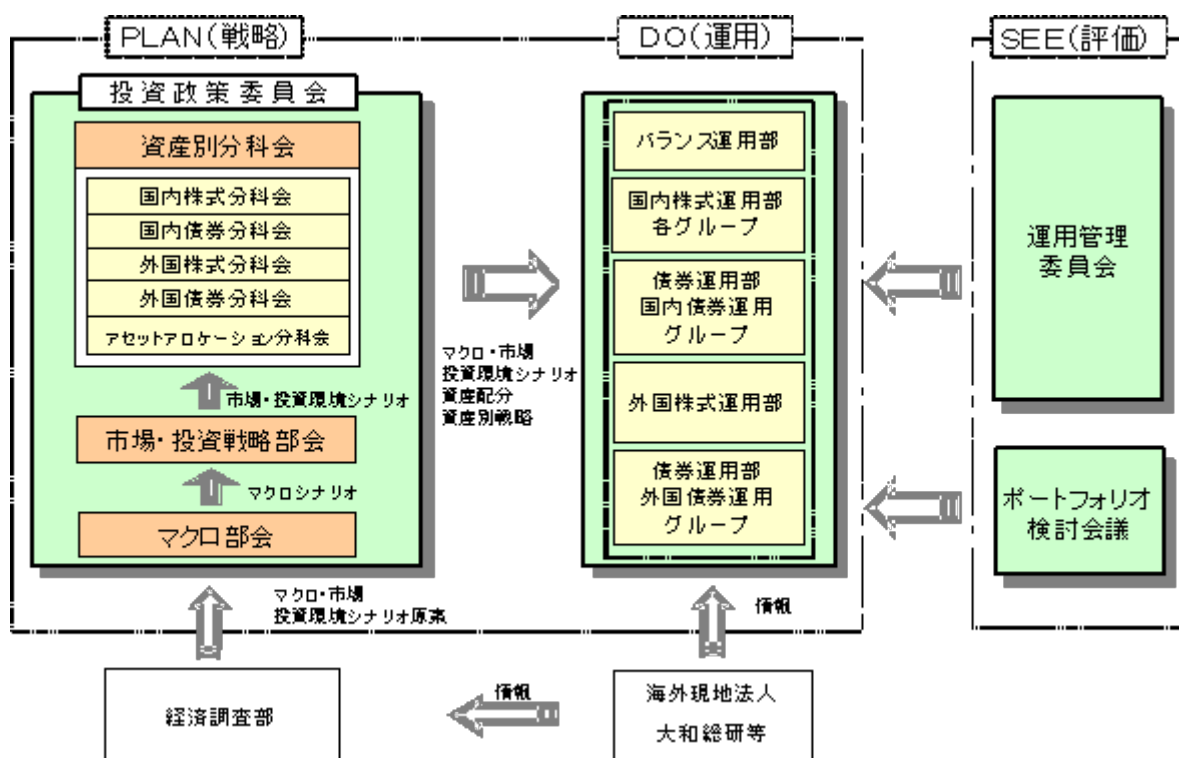 PLAN(戦略)
投資政策委員会
資産別分科会
国内株式分科会
国内債券分科会
外国株式分科会
外国債券分科会
アセットアロケーション分科会
市場・投資環境シナリオ
市場・投資戦略部会
マクロシナリオ
マクロ部会
マクロ・市場
投資環境シナリオ
資産配分
資産別戦略
DO(運用)
バランス運用部
国内株式運用部
各グループ
債券運用部
国内債券運用
グループ
外国株式運用部
債券運用部
外国債券運用
グループ
SEE(評価)
運用管理
委員会
ポートフォリオ
検討会議
マクロ・市場
投資環境シナリオ原案
情報
経済調査部
情報
海外現地法人
大和総研等